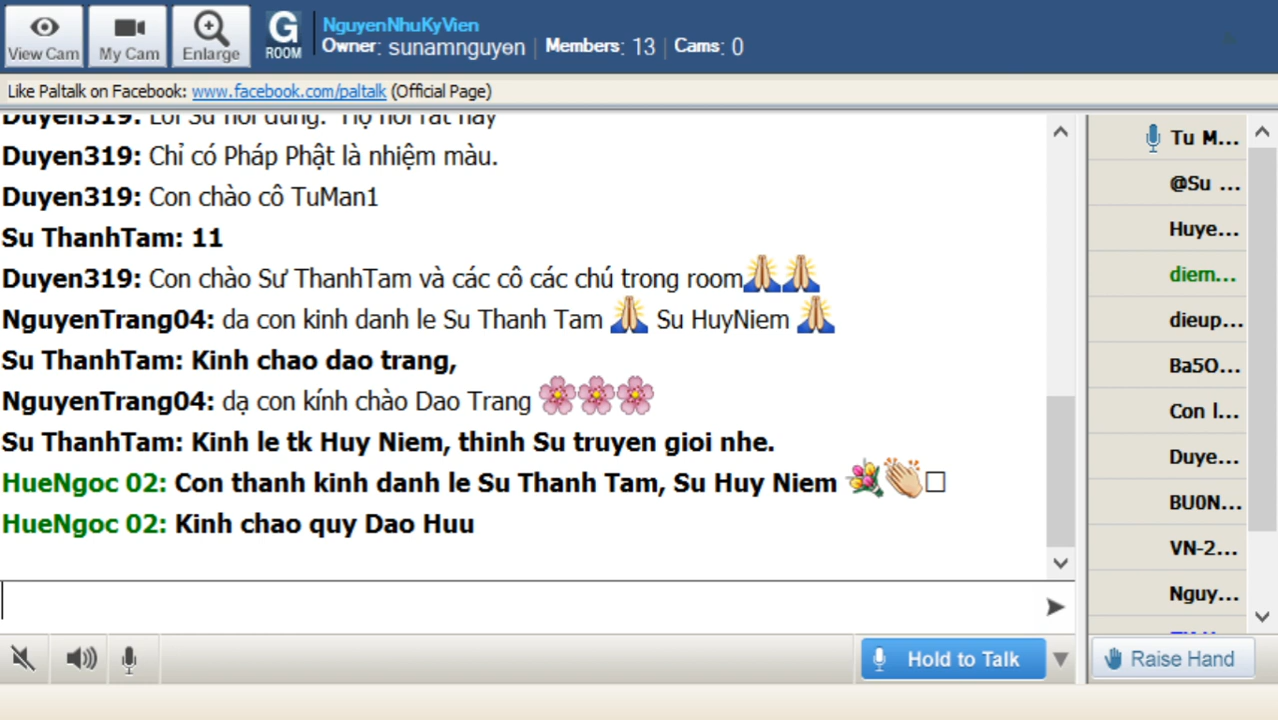 View Cam
My Cam
Enlarge
G
ROOM
NguyenNhuKyVien
Owner: sunamnguyen | Members: 13 | Cams: 0
Like Paltalk on Facebook: www.facebook.com/paltalk (Official Page)
Duyen319: Lời Sư nói đúng. Họ nói rất hay
Duyen319: Chỉ có Pháp Phật là nhiệm màu.
Duyen319: Con chào cô TuMan1
Su ThanhTam: 11
Duyen319: Con chào Sư ThanhTam và các cô các chú trong room🙏🙏
NguyenTrang04: da con kinh danh le Su Thanh Tam 🙏 Su HuyNiem 🙏
Su ThanhTam: Kinh chao dao trang,
NguyenTrang04: dạ con kính chào Dao Trang 🌸🌸🌸
Su ThanhTam: Kinh le tk Huy Niem, thinh Su truyen gioi nhe.
HueNgoc 02: Con thanh kinh danh le Su Thanh Tam, Su Huy Niem 💐👏□
HueNgoc 02: Kinh chao quy Dao Huu
Tu M...
@Su ...
Huye...
diem...
dieup...
Ba5O...
Con l...
Duye...
BU0N...
VN-2...
Nguy...
Hold to Talk
Raise Hand